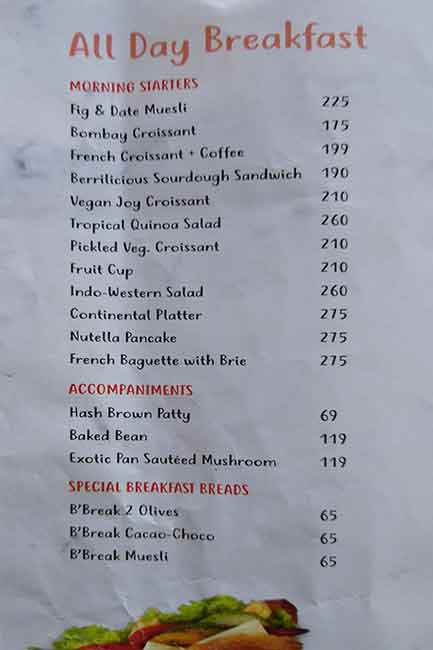 All Day Breakfast
MORNING STARTERS
Fig & Date Muesli 225
Bombay Croissant 175
French Croissant + Coffee 199
Berrilicious Sourdough Sandwich 190
Vegan Joy Croissant 210
Tropical Quinoa Salad 260
Pickled Veg. Croissant 210
Fruit Cup 210
Indo-Western Salad 260
Continental Platter 275
Nutella Pancake 275
French Baguette with Brie 275
ACCOMPANIMENTS
Hash Brown Patty 69
Baked Bean 119
Exotic Pan Sautéed Mushroom 119
SPECIAL BREAKFAST BREADS
B'Break 2 Olives 65
B'Break Cacao-Choco 65
B'Break Muesli 65